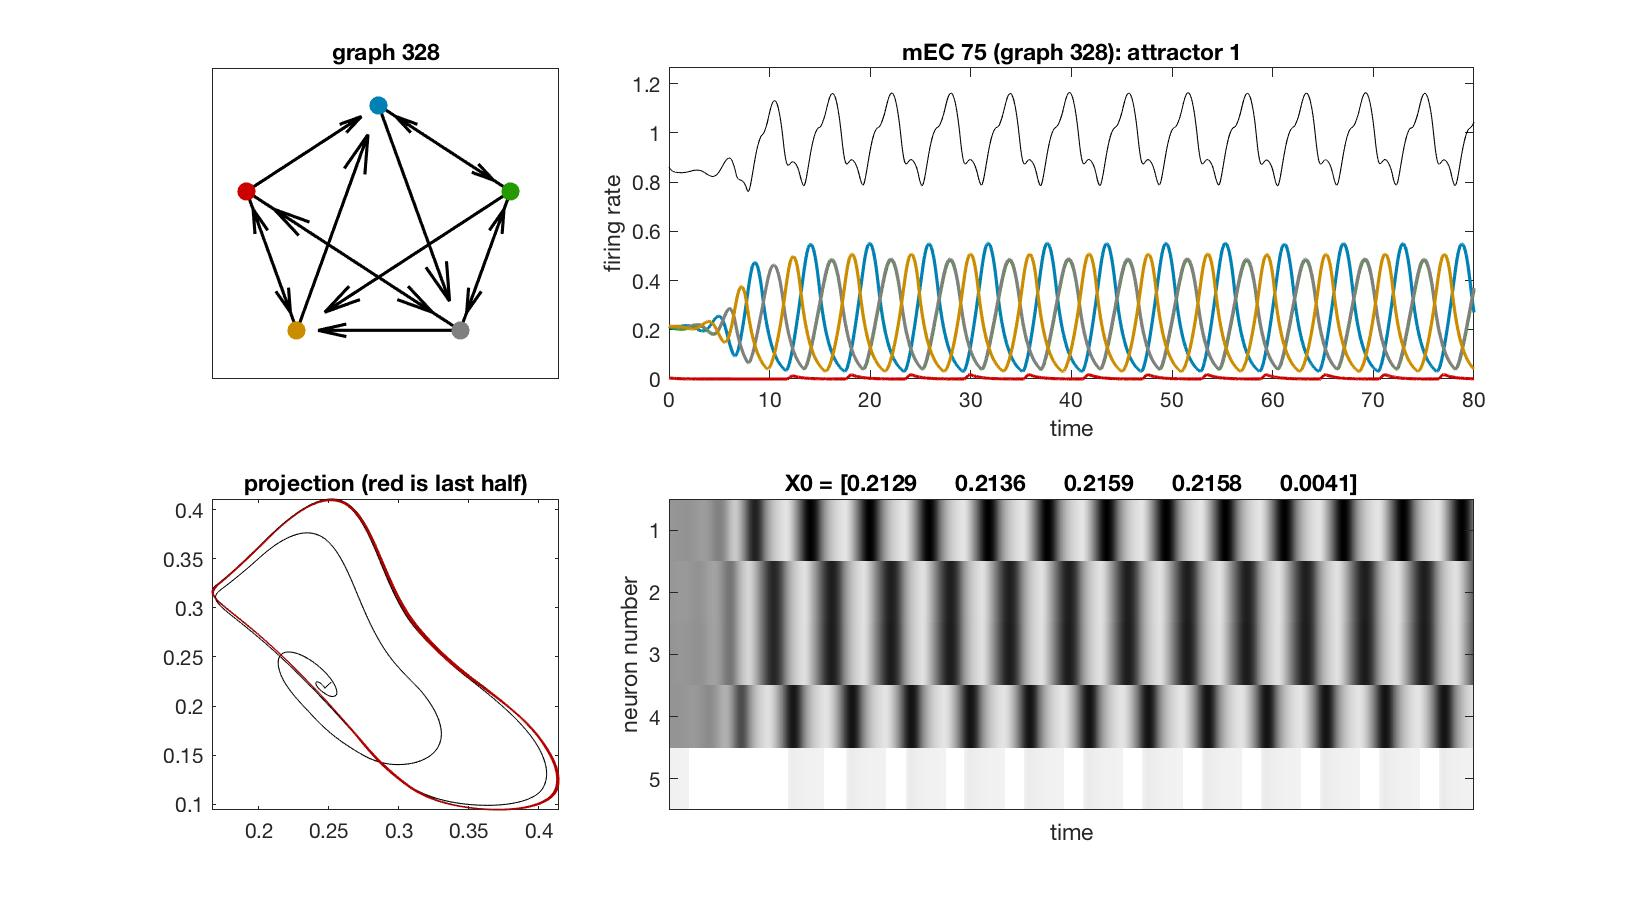 graph 328
mEC 75 (graph 328): attractor 1
firing rate
1.2
1
0.8
0.6
0.4
0.2
0
0 10 20 30 40 50 60 70 80
time
projection (red is last half)
0.4
0.35
0.3
0.25
0.2
0.15
0.1
0.2 0.25 0.3 0.35 0.4
X0 = [0.2129 0.2136 0.2159 0.2158 0.0041]
neuron number
1
2
3
4
5
time